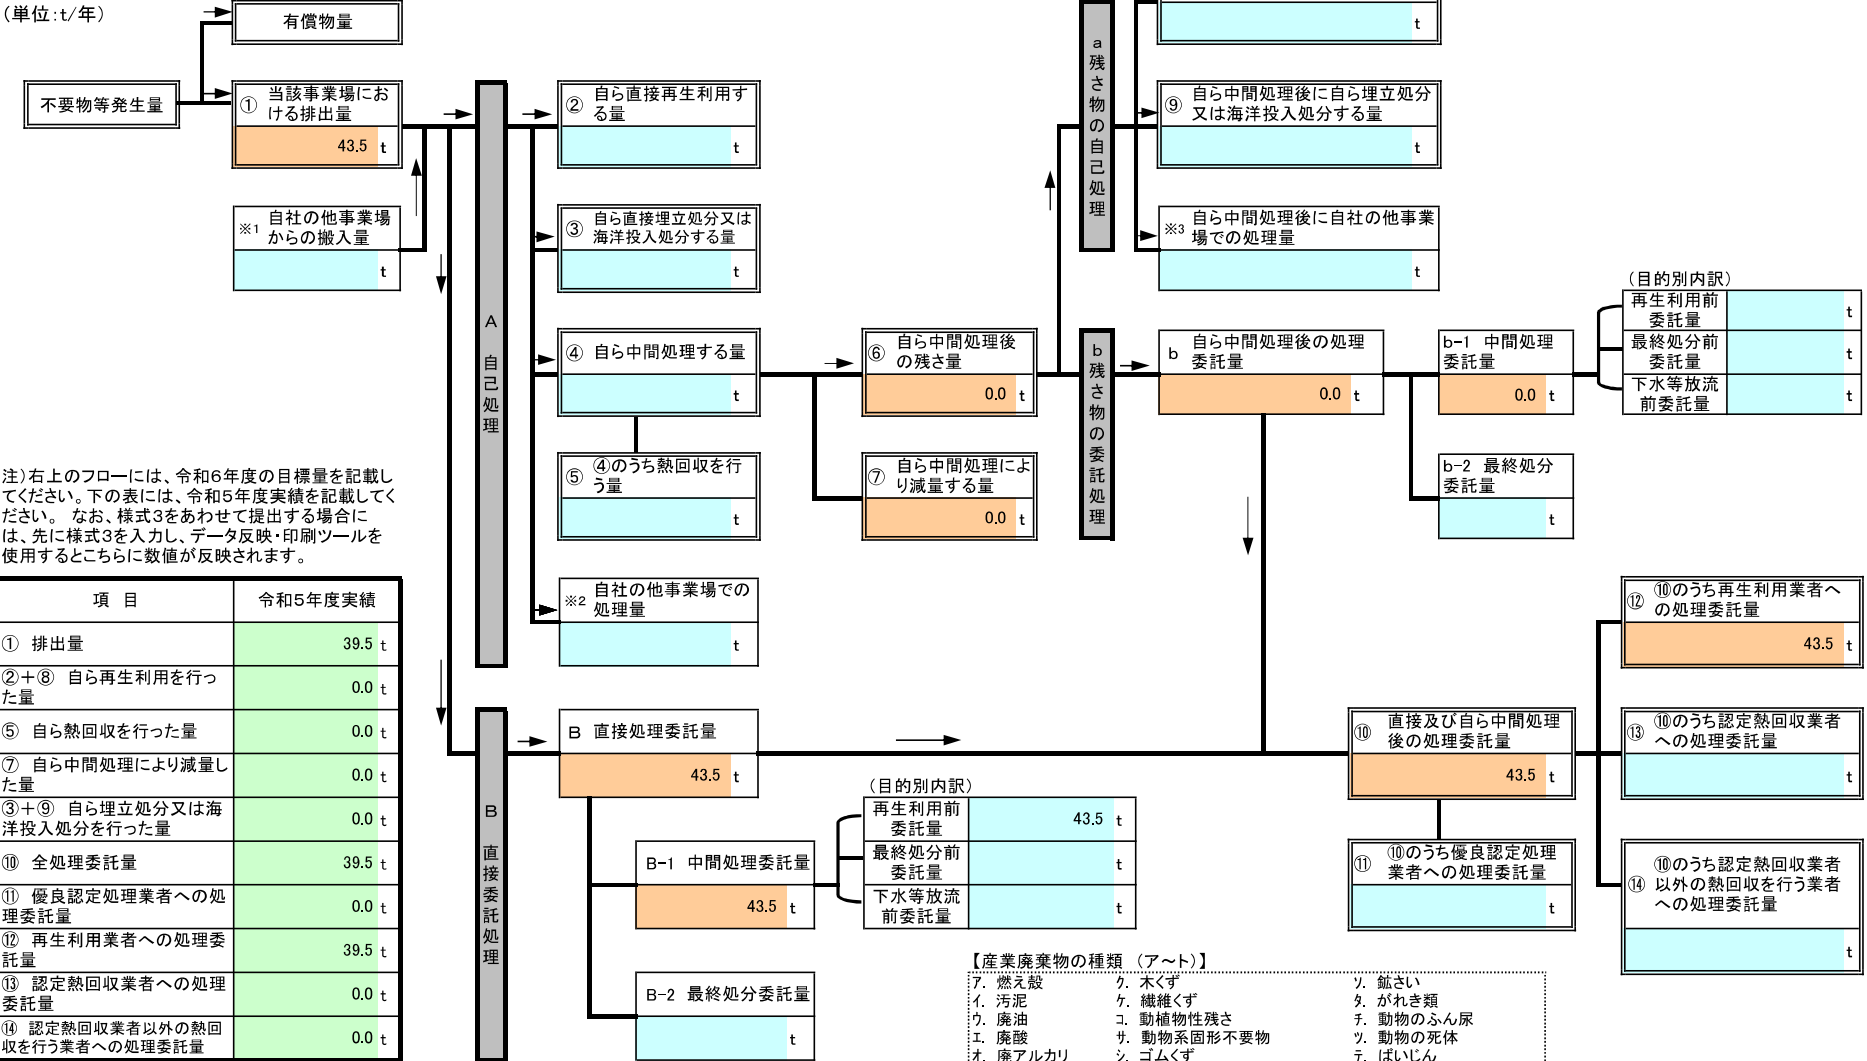 (単位:t/年)
有償物量
不要物等発生量
① 当該事業場にお
ける排出量
43.5 t
※1 自社の他事業場
からの搬入量
t
A 自己処理
② 自ら直接再生利用す
る量
t
③ 自ら直接埋立処分又は
海洋投入処分する量
t
④ 自ら中間処理する量
t
⑤ ④のうち熱回収を行
う量
t
※2 自社の他事業場での
処理量
t
⑥ 自ら中間処理後
の残さ量
0.0 t
⑦ 自ら中間処理によ
り減量する量
0.0 t
a 残さ物の自己処理
t
⑨ 自ら中間処理後に自ら埋立処分
又は海洋投入処分する量
t
※3 自ら中間処理後に自社の他事業
場での処理量
t
b 残さ物の委託処理
b 自ら中間処理後の処理
委託量
0.0 t
b-1 中間処理
委託量
0.0 t
b-2 最終処分
委託量
t
(目的別内訳)
再生利用前
委託量
t
最終処分前
委託量
t
下水等放流
前委託量
t
注)右上のフローには、令和6年度の目標量を記載し
てください。下の表には、令和5年度実績を記載してく
ださい。 なお、様式3をあわせて提出する場合に
は、先に様式3を入力し、データ反映・印刷ツールを
使用するとこちらに数値が反映されます。
項 目 令和5年度実績
① 排出量 39.5 t
②+⑧ 自ら再生利用を行っ
た量 0.0 t
⑤ 自ら熱回収を行った量 0.0 t
⑦ 自ら中間処理により減量し
た量 0.0 t
③+⑨ 自ら埋立処分又は海
洋投入処分を行った量 0.0 t
⑩ 全処理委託量 39.5 t
⑪ 優良認定処理業者への処
理委託量 0.0 t
⑫ 再生利用業者への処理委
託量 39.5 t
⑬ 認定熱回収業者への処理
委託量 0.0 t
⑭ 認定熱回収業者以外の熱回
収を行う業者への処理委託量 0.0 t
B 直接委託処理
B 直接処理委託量
43.5 t
B-1 中間処理委託量
43.5 t
B-2 最終処分委託量
t
(目的別内訳)
再生利用前
委託量
43.5 t
最終処分前
委託量
t
下水等放流
前委託量
t
⑩ 直接及び自ら中間処理
後の処理委託量
43.5 t
⑪ ⑩のうち優良認定処理
業者への処理委託量
t
⑫ ⑩のうち再生利用業者へ
の処理委託量
43.5 t
⑬ ⑩のうち認定熱回収業者
への処理委託量
t
⑭ ⑩のうち認定熱回収業者
以外の熱回収を行う業者
への処理委託量
t
【産業廃棄物の種類 (ア~ト)】
ア. 燃え殻 ク. 木くず ソ. 鉱さい
イ. 汚泥 ケ. 繊維くず タ. がれき類
ウ. 廃油 コ. 動植物性残さ チ. 動物のふん尿
エ. 廃酸 サ. 動物系固形不要物 ツ. 動物の死体
オ. 廃アルカリ シ. ゴムくず テ. ばいじん